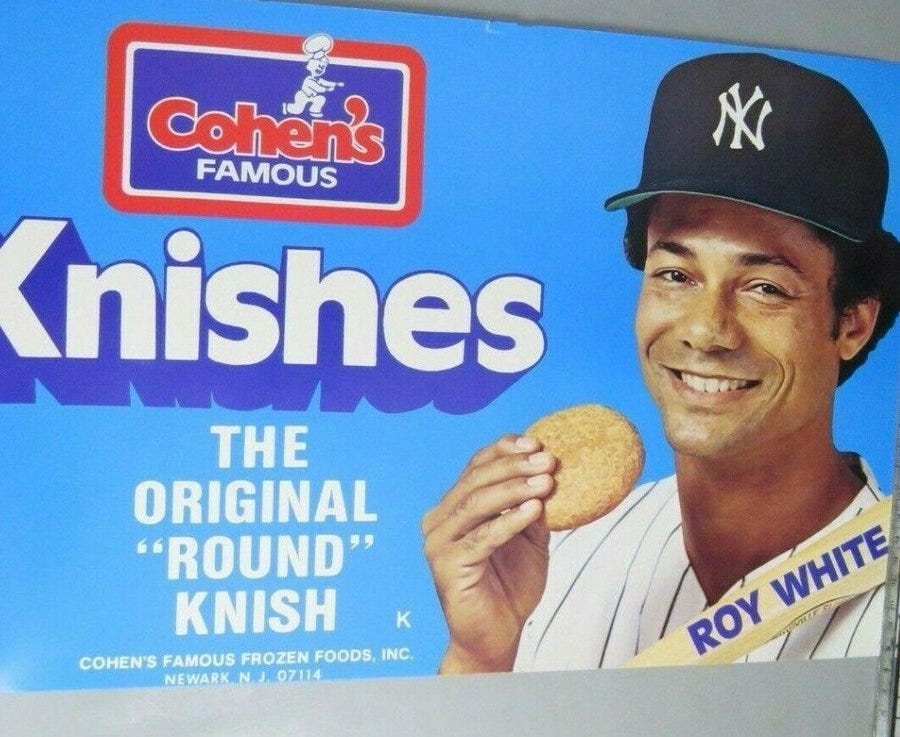 Cohen's
FAMOUS
Knishes
THE
ORIGINAL
“ROUND”
KNISH
K
COHEN'S FAMOUS FROZEN FOODS, INC.
NEWARK, N. J. 07114
NY
ROY WHITE